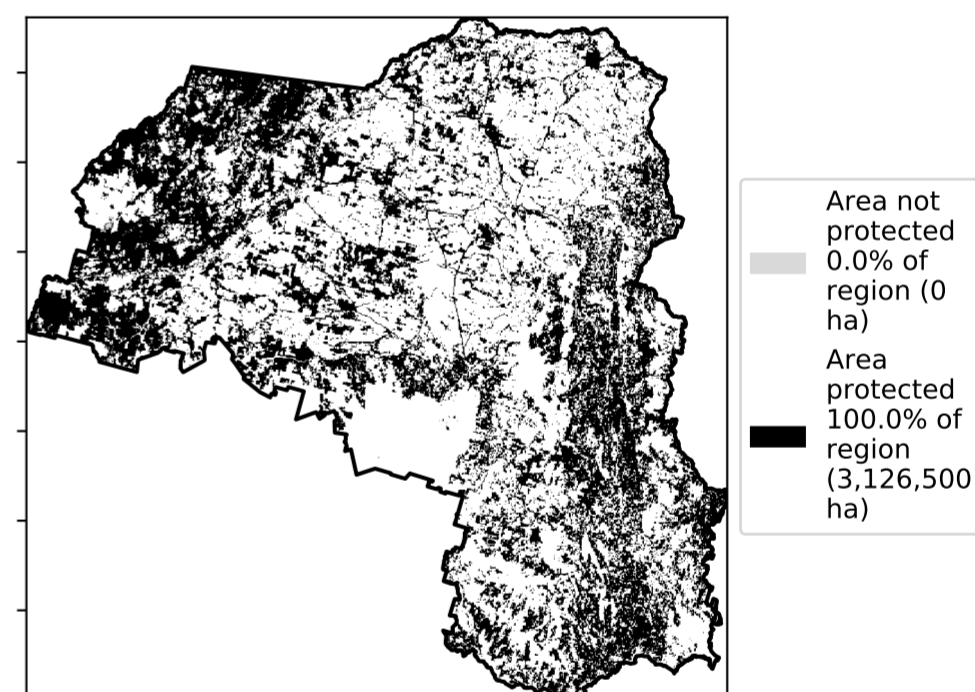 Area not
protected
0.0% of
region (0
ha)
Area
protected
100.0% of
region
(3,126,500
ha)